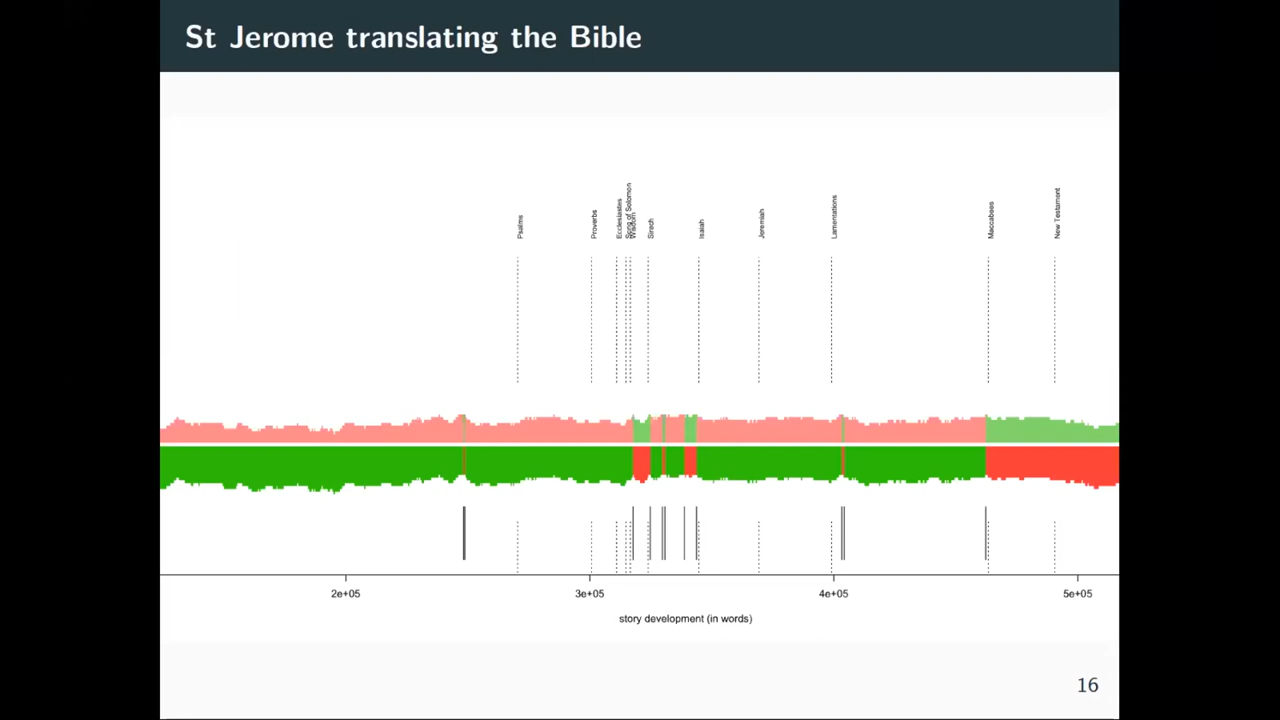 St Jerome translating the Bible
Psalms
Proverbs
Ecclesiastes
Song of Solomon
Wisdom
Sirech
Isaiah
Jeremiah
Lamentations
Maccabees
New Testament
2e+05
3e+05
4e+05
5e+05
story development (in words)
16